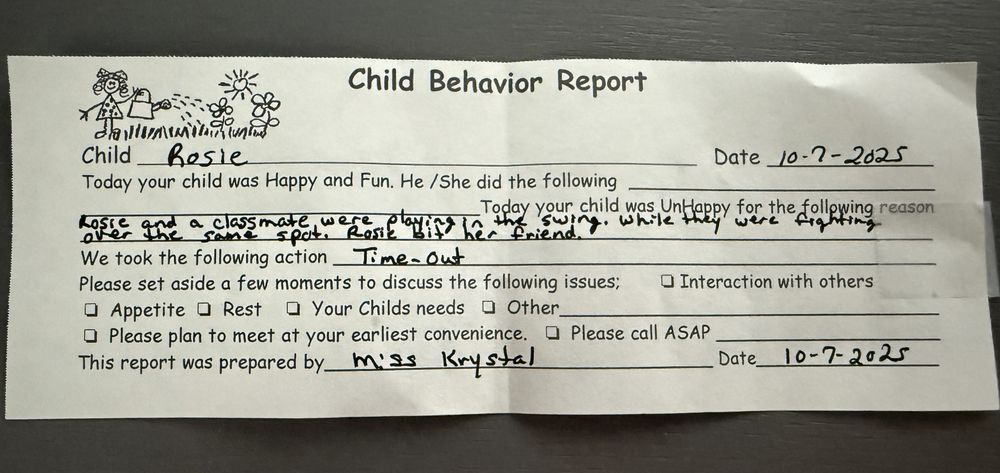 Child Behavior Report
Child Rosie Date 10-7-2025
Today your child was Happy and Fun. He /She did the following
Today your child was UnHappy for the following reason
Rosie and a classmate were playing in the swing. While they were fighting
over the same spot. Rosie Bit her friend.
We took the following action Time-out
Please set aside a few moments to discuss the following issues; ❑ Interaction with others
❑ Appetite ❑ Rest ❑ Your Childs needs ❑ Other
❑ Please plan to meet at your earliest convenience. ❑ Please call ASAP
This report was prepared by Miss Krystal Date 10-7-2025